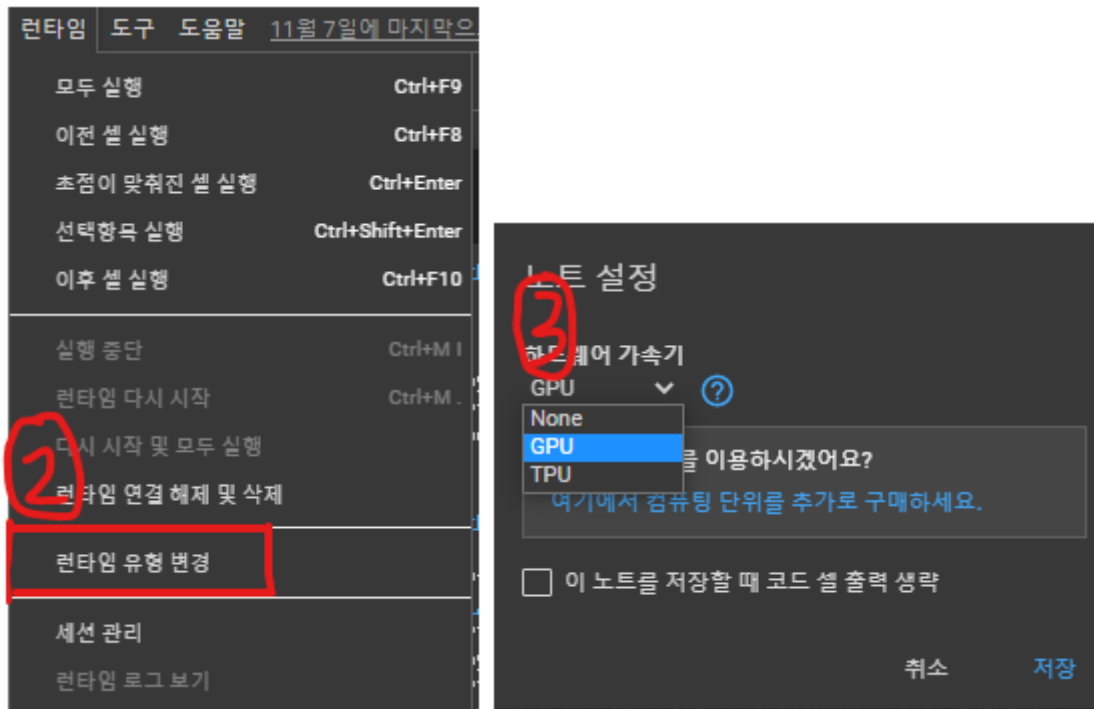 런타임 도구 도움말 11월 7일에 마지막으
모두 실행 Ctrl+F9
이전 셀 실행 Ctrl+F8
초점이 맞춰진 셀 실행 Ctrl+Enter
선택항목 실행 Ctrl+Shift+Enter
이후 셀 실행 Ctrl+F10
실행 중단 Ctrl+M I
런타임 다시 시작 Ctrl+M .
다시 시작 및 모두 실행
2
런타임 연결 해제 및 삭제
런타임 유형 변경
세션 관리
런타임 로그 보기
노트 설정
3
하드웨어 가속기
GPU
None
GPU
TPU
를 이용하시겠어요?
여기에서 컴퓨팅 단위를 추가로 구매하세요.
이 노트를 저장할 때 코드 셀 출력 생략
취소 저장